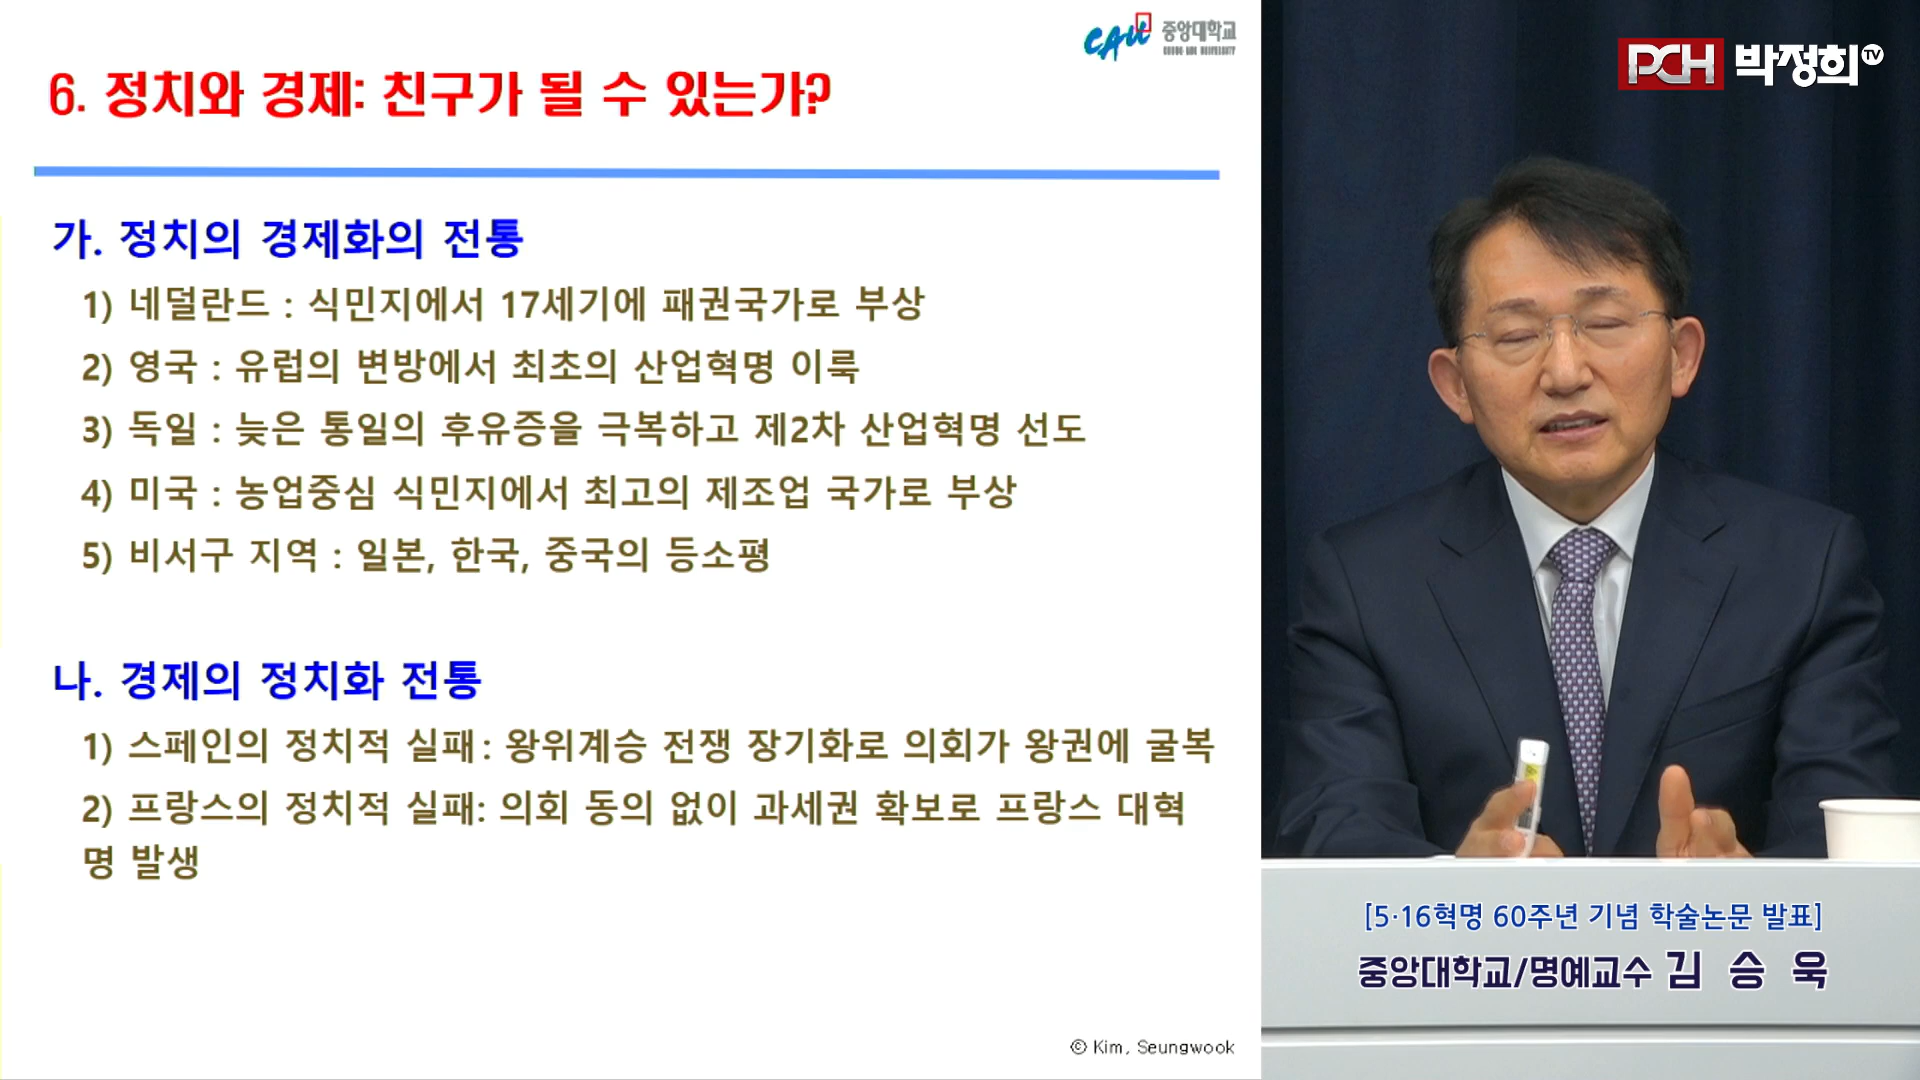 CAU 중앙대학교
CHUNG-ANG UNIVERSITY
PCH 박정희TV
6. 정치와 경제: 친구가 될 수 있는가?
가. 정치의 경제화의 전통
1) 네덜란드 : 식민지에서 17세기에 패권국가로 부상
2) 영국 : 유럽의 변방에서 최초의 산업혁명 이룩
3) 독일 : 늦은 통일의 후유증을 극복하고 제2차 산업혁명 선도
4) 미국 : 농업중심 식민지에서 최고의 제조업 국가로 부상
5) 비서구 지역 : 일본, 한국, 중국의 등소평
나. 경제의 정치화 전통
1) 스페인의 정치적 실패: 왕위계승 전쟁 장기화로 의회가 왕권에 굴복
2) 프랑스의 정치적 실패: 의회 동의 없이 과세권 확보로 프랑스 대혁
명 발생
© Kim, Seungwook
[5·16혁명 60주년 기념 학술논문 발표]
중앙대학교/명예교수 김 승 욱